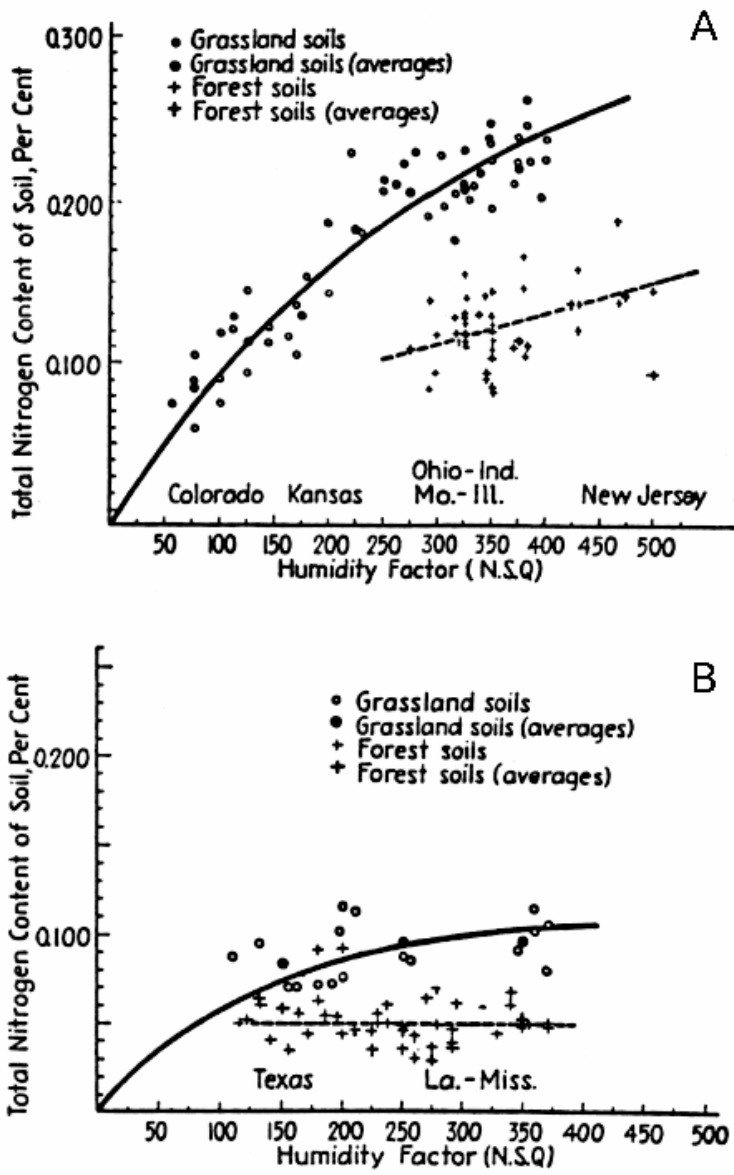 A
0.300
Grassland soils
Grassland soils (averages)
Forest soils
Forest soils (averages)
Total Nitrogen Content of Soil, Per Cent
0.200
0.100
Ohio-Ind.
Colorado Kansas Mo.-Ill. New Jersey
50 100 150 200 250 300 350 400 450 500
Humidity Factor (N.S.Q)
B
Grassland soils
Grassland soils (averages)
Forest soils
Forest soils (averages)
Total Nitrogen Content of Soil, Per Cent
0.200
0.100
Texas La.-Miss.
50 100 150 200 250 300 350 400 450 500
Humidity Factor (N.S.Q)